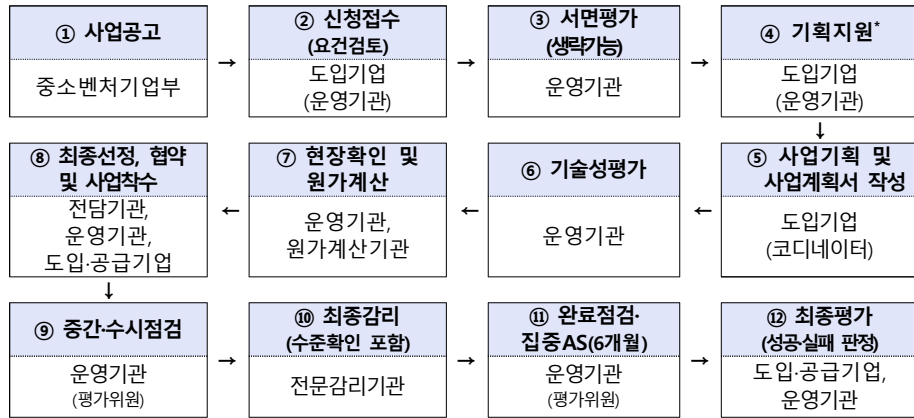 ① 사업공고
중소벤처기업부
→
② 신청접수
(요건검토)
도입기업
(운영기관)
→
③ 서면평가
(생략가능)
운영기관
→
④ 기획지원*
도입기업
(운영기관)
↓
⑤ 사업기획 및
사업계획서 작성
도입기업
(코디네이터)
←
⑥ 기술성평가
운영기관
←
⑦ 현장확인 및
원가계산
운영기관,
원가계산기관
←
⑧ 최종선정, 협약
및 사업착수
전담기관,
운영기관,
도입·공급기업
↓
⑨ 중간·수시점검
운영기관
(평가위원)
→
⑩ 최종감리
(수준확인 포함)
전문감리기관
→
⑪ 완료점검·
집중AS(6개월)
운영기관
(평가위원)
→
⑫ 최종평가
(성공·실패 판정)
도입·공급기업,
운영기관